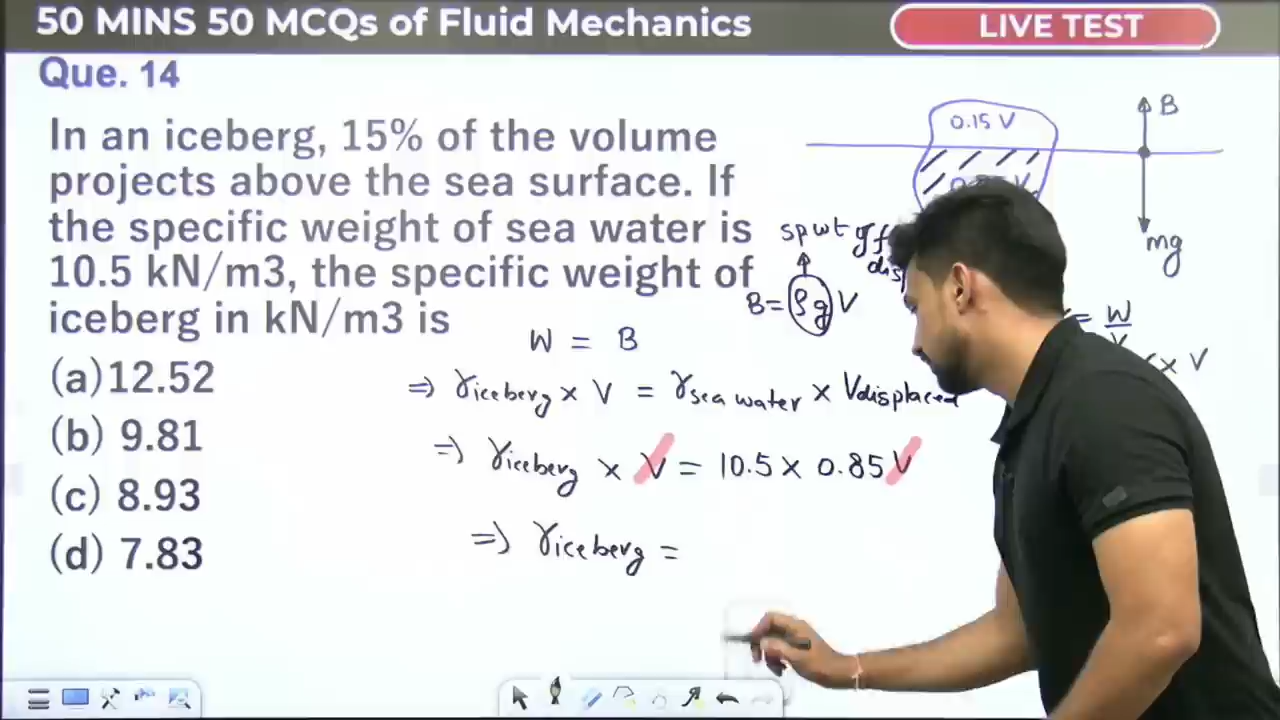 50 MINS 50 MCQs of Fluid Mechanics
LIVE TEST
Que. 14
In an iceberg, 15% of the volume
projects above the sea surface. If
the specific weight of sea water is
10.5 kN/m3, the specific weight of
iceberg in kN/m3 is
(a)12.52
(b) 9.81
(c) 8.93
(d) 7.83
0.15 V
B
mg
sp wt of
B = ρg V
= W
x V
W = B
⇒ γiceberg x V = γsea water x Vdisplaced
⇒ γiceberg x V = 10.5 x 0.85 V
⇒ γiceberg =